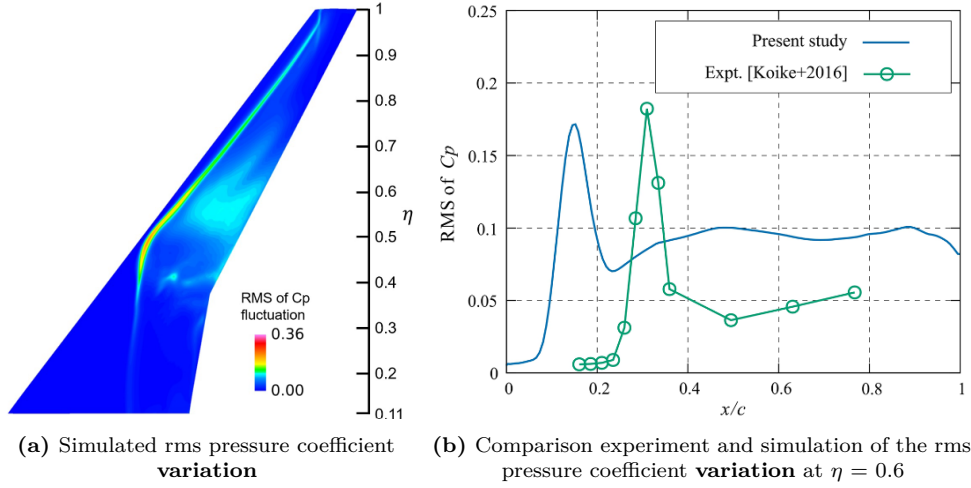 1
0.9
0.8
0.7
0.6
η
0.5
0.4
0.3
0.2
0.11
RMS of Cp
fluctuation
0.36
0.00
0.25
0.2
0.15
0.1
0.05
0
RMS of Cp
Present study
Expt. [Koike+2016]
0 0.2 0.4 0.6 0.8 1
x/c
(a) Simulated rms pressure coefficient
variation
(b) Comparison experiment and simulation of the rms
pressure coefficient variation at η = 0.6